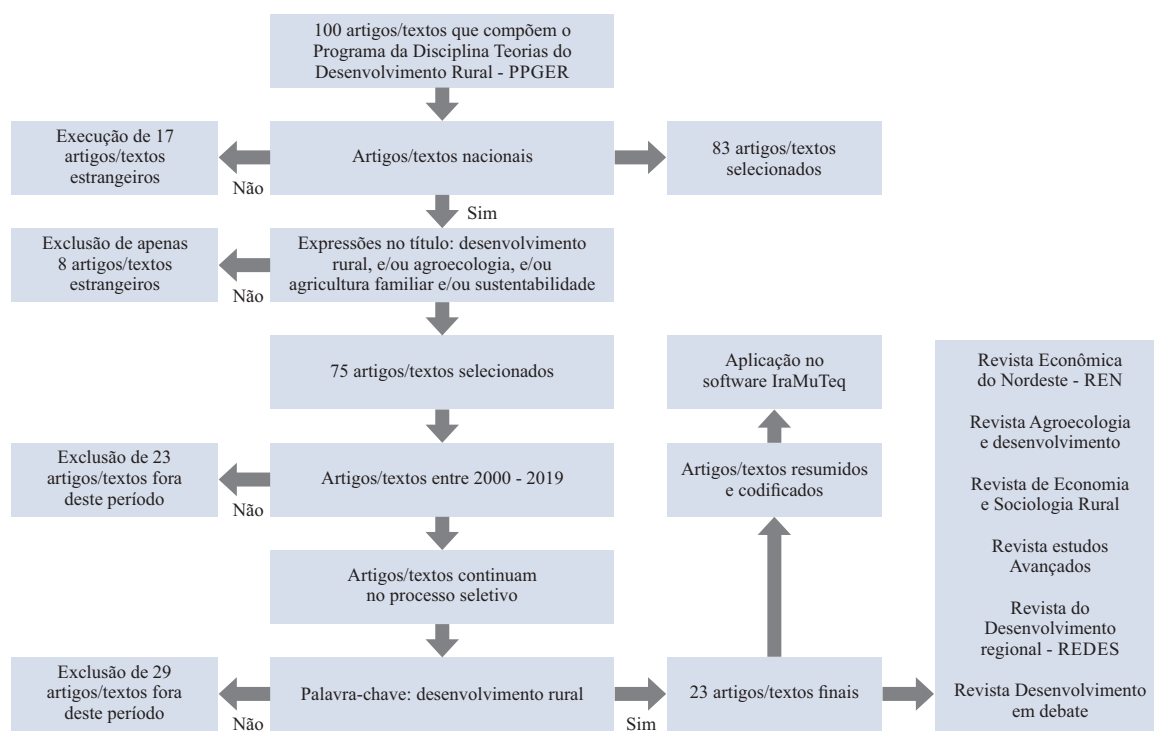 100 artigos/textos que compõem o
Programa da Disciplina Teorias do
Desenvolvimento Rural - PPGER
Execução de 17
artigos/textos
estrangeiros
Não
Artigos/textos nacionais
83 artigos/textos
selecionados
Sim
Exclusão de apenas
8 artigos/textos
estrangeiros
Não
Expressões no título: desenvolvimento
rural, e/ou agroecologia, e/ou
agricultura familiar e/ou sustentabilidade
75 artigos/textos selecionados
Exclusão de 23
artigos/textos fora
deste período
Não
Artigos/textos entre 2000 - 2019
Artigos/textos continuam
no processo seletivo
Exclusão de 29
artigos/textos fora
deste período
Não
Palavra-chave: desenvolvimento rural
Sim
23 artigos/textos finais
Artigos/textos resumidos
e codificados
Aplicação no
software IraMuTeq
Revista Econômica
do Nordeste - REN
Revista Agroecologia
e desenvolvimento
Revista de Economia
e Sociologia Rural
Revista estudos
Avançados
Revista do
Desenvolvimento
regional - REDES
Revista Desenvolvimento
em debate